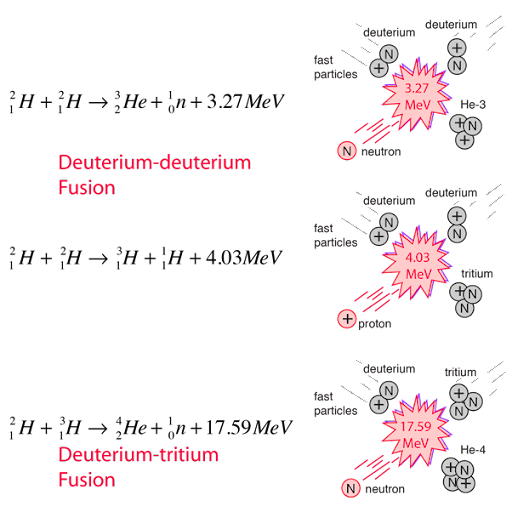 deuterium
deuterium
N
+
+
N
fast
particles
3.27
MeV
²₁H + ²₁H → ³₂He + ¹₀n + 3.27MeV
He-3
+ N
+
N neutron
Deuterium-deuterium
Fusion
deuterium
deuterium
N
+
+
N
fast
particles
²₁H + ²₁H → ³₁H + ¹₁H + 4.03MeV
4.03
MeV
tritium
+ N
N
+ proton
deuterium
tritium
N
+
+
N
N
fast
particles
²₁H + ³₁H → ⁴₂He + ¹₀n + 17.59MeV
17.59
MeV
Deuterium-tritium
Fusion
He-4
+ N
N +
N neutron